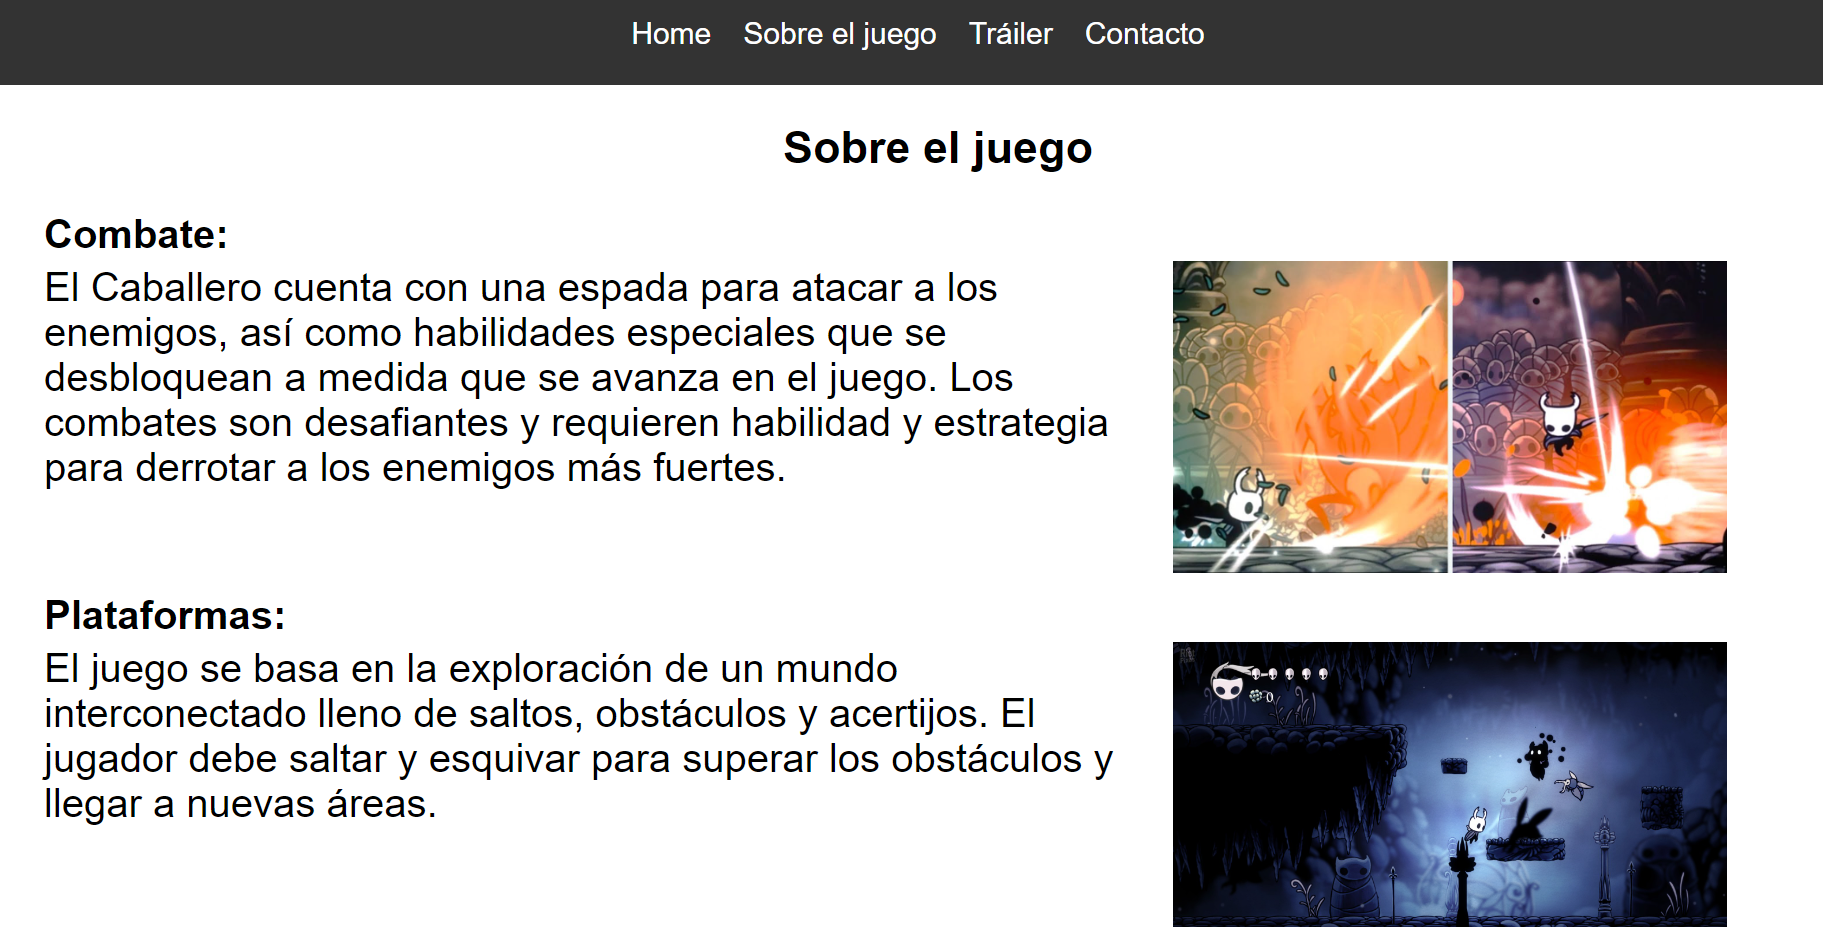 Home Sobre el juego Tráiler Contacto
Sobre el juego
Combate:
El Caballero cuenta con una espada para atacar a los
enemigos, así como habilidades especiales que se
desbloquean a medida que se avanza en el juego. Los
combates son desafiantes y requieren habilidad y estrategia
para derrotar a los enemigos más fuertes.
Plataformas:
El juego se basa en la exploración de un mundo
interconectado lleno de saltos, obstáculos y acertijos. El
jugador debe saltar y esquivar para superar los obstáculos y
llegar a nuevas áreas.
0